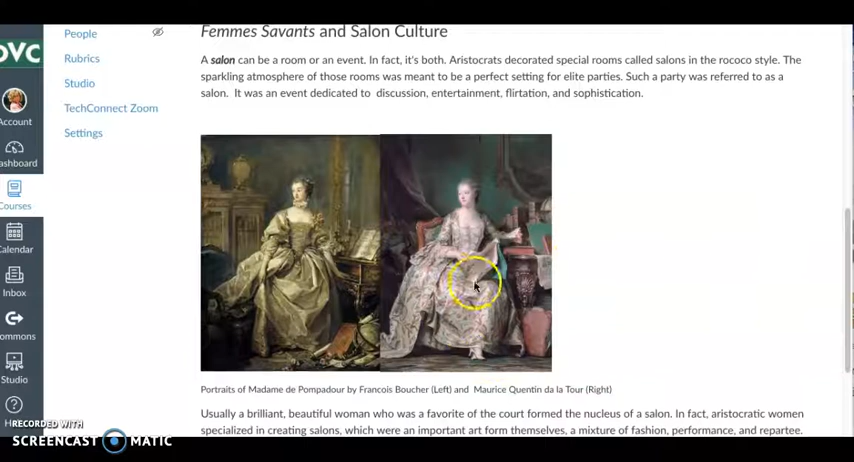 Femmes Savants and Salon Culture
People
Rubrics
Studio
TechConnect Zoom
Settings
A salon can be a room or an event. In fact, it's both. Aristocrats decorated special rooms called salons in the rococo style. The
sparkling atmosphere of those rooms was meant to be a perfect setting for elite parties. Such a party was referred to as a
salon. It was an event dedicated to discussion, entertainment, flirtation, and sophistication.
Portraits of Madame de Pompadour by Francois Boucher (Left) and Maurice Quentin da la Tour (Right)
Usually a brilliant, beautiful woman who was a favorite of the court formed the nucleus of a salon. In fact, aristocratic women
specialized in creating salons, which were an important art form themselves, a mixture of fashion, performance, and repartee.
DVC
Account
ashboard
Courses
Calendar
Inbox
ommons
Studio
RECORDED WITH
SCREENCAST MATIC